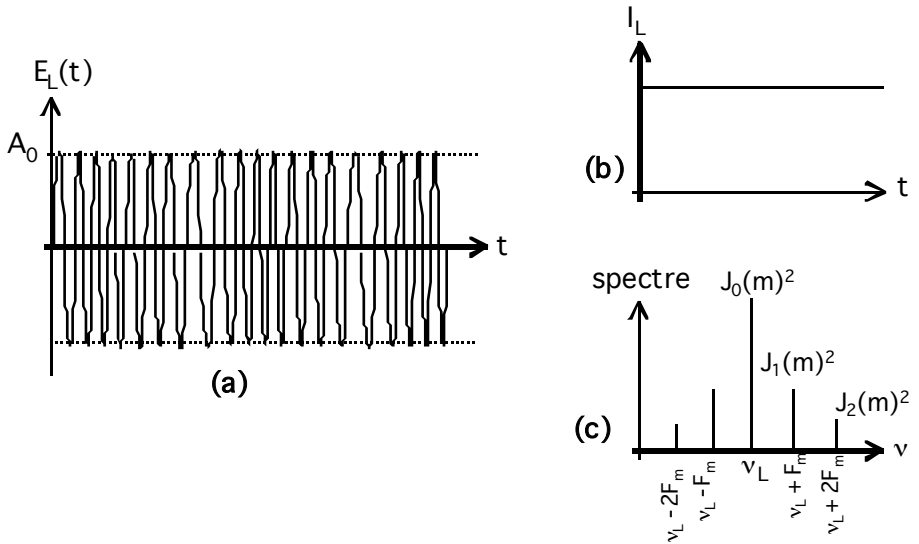 E_L(t)
A_0
t
(a)
I_L
(b)
t
spectre
J_0(m)^2
J_1(m)^2
J_2(m)^2
(c)
ν
ν_L - 2F_m
ν_L - F_m
ν_L
ν_L + F_m
ν_L + 2F_m